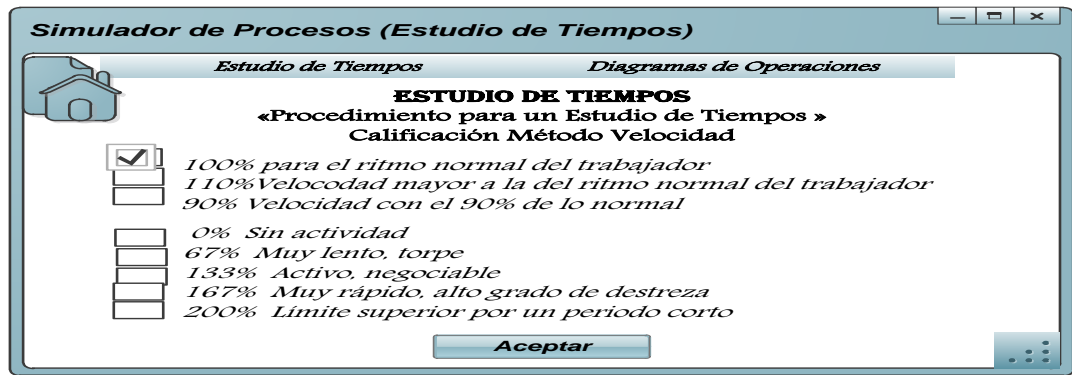 Simulador de Procesos (Estudio de Tiempos)
Estudio de Tiempos Diagramas de Operaciones
ESTUDIO DE TIEMPOS
«Procedimiento para un Estudio de Tiempos »
Calificación Método Velocidad
100% para el ritmo normal del trabajador
110%Velocodad mayor a la del ritmo normal del trabajador
90% Velocidad con el 90% de lo normal
0% Sin actividad
67% Muy lento, torpe
133% Activo, negociable
167% Muy rápido, alto grado de destreza
200% Límite superior por un periodo corto
Aceptar